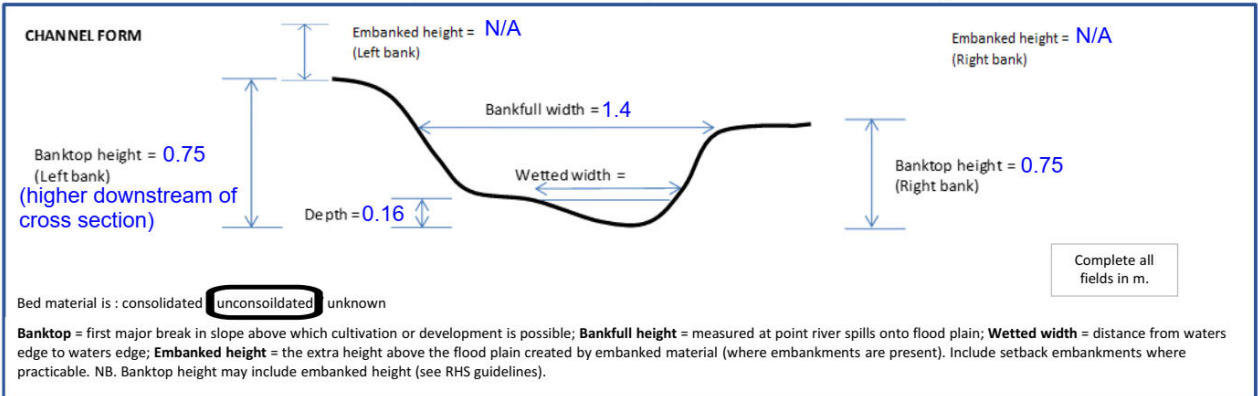 CHANNEL FORM
Embanked height = N/A
(Left bank)
Embanked height = N/A
(Right bank)
Bankfull width = 1.4
Banktop height = 0.75
(Left bank)
(higher downstream of
cross section)
Wetted width =
Depth = 0.16
Banktop height = 0.75
(Right bank)
Complete all
fields in m.
Bed material is : consolidated unconsoildated unknown
Banktop = first major break in slope above which cultivation or development is possible; Bankfull height = measured at point river spills onto flood plain; Wetted width = distance from waters
edge to waters edge; Embanked height = the extra height above the flood plain created by embanked material (where embankments are present). Include setback embankments where
practicable. NB. Banktop height may include embanked height (see RHS guidelines).